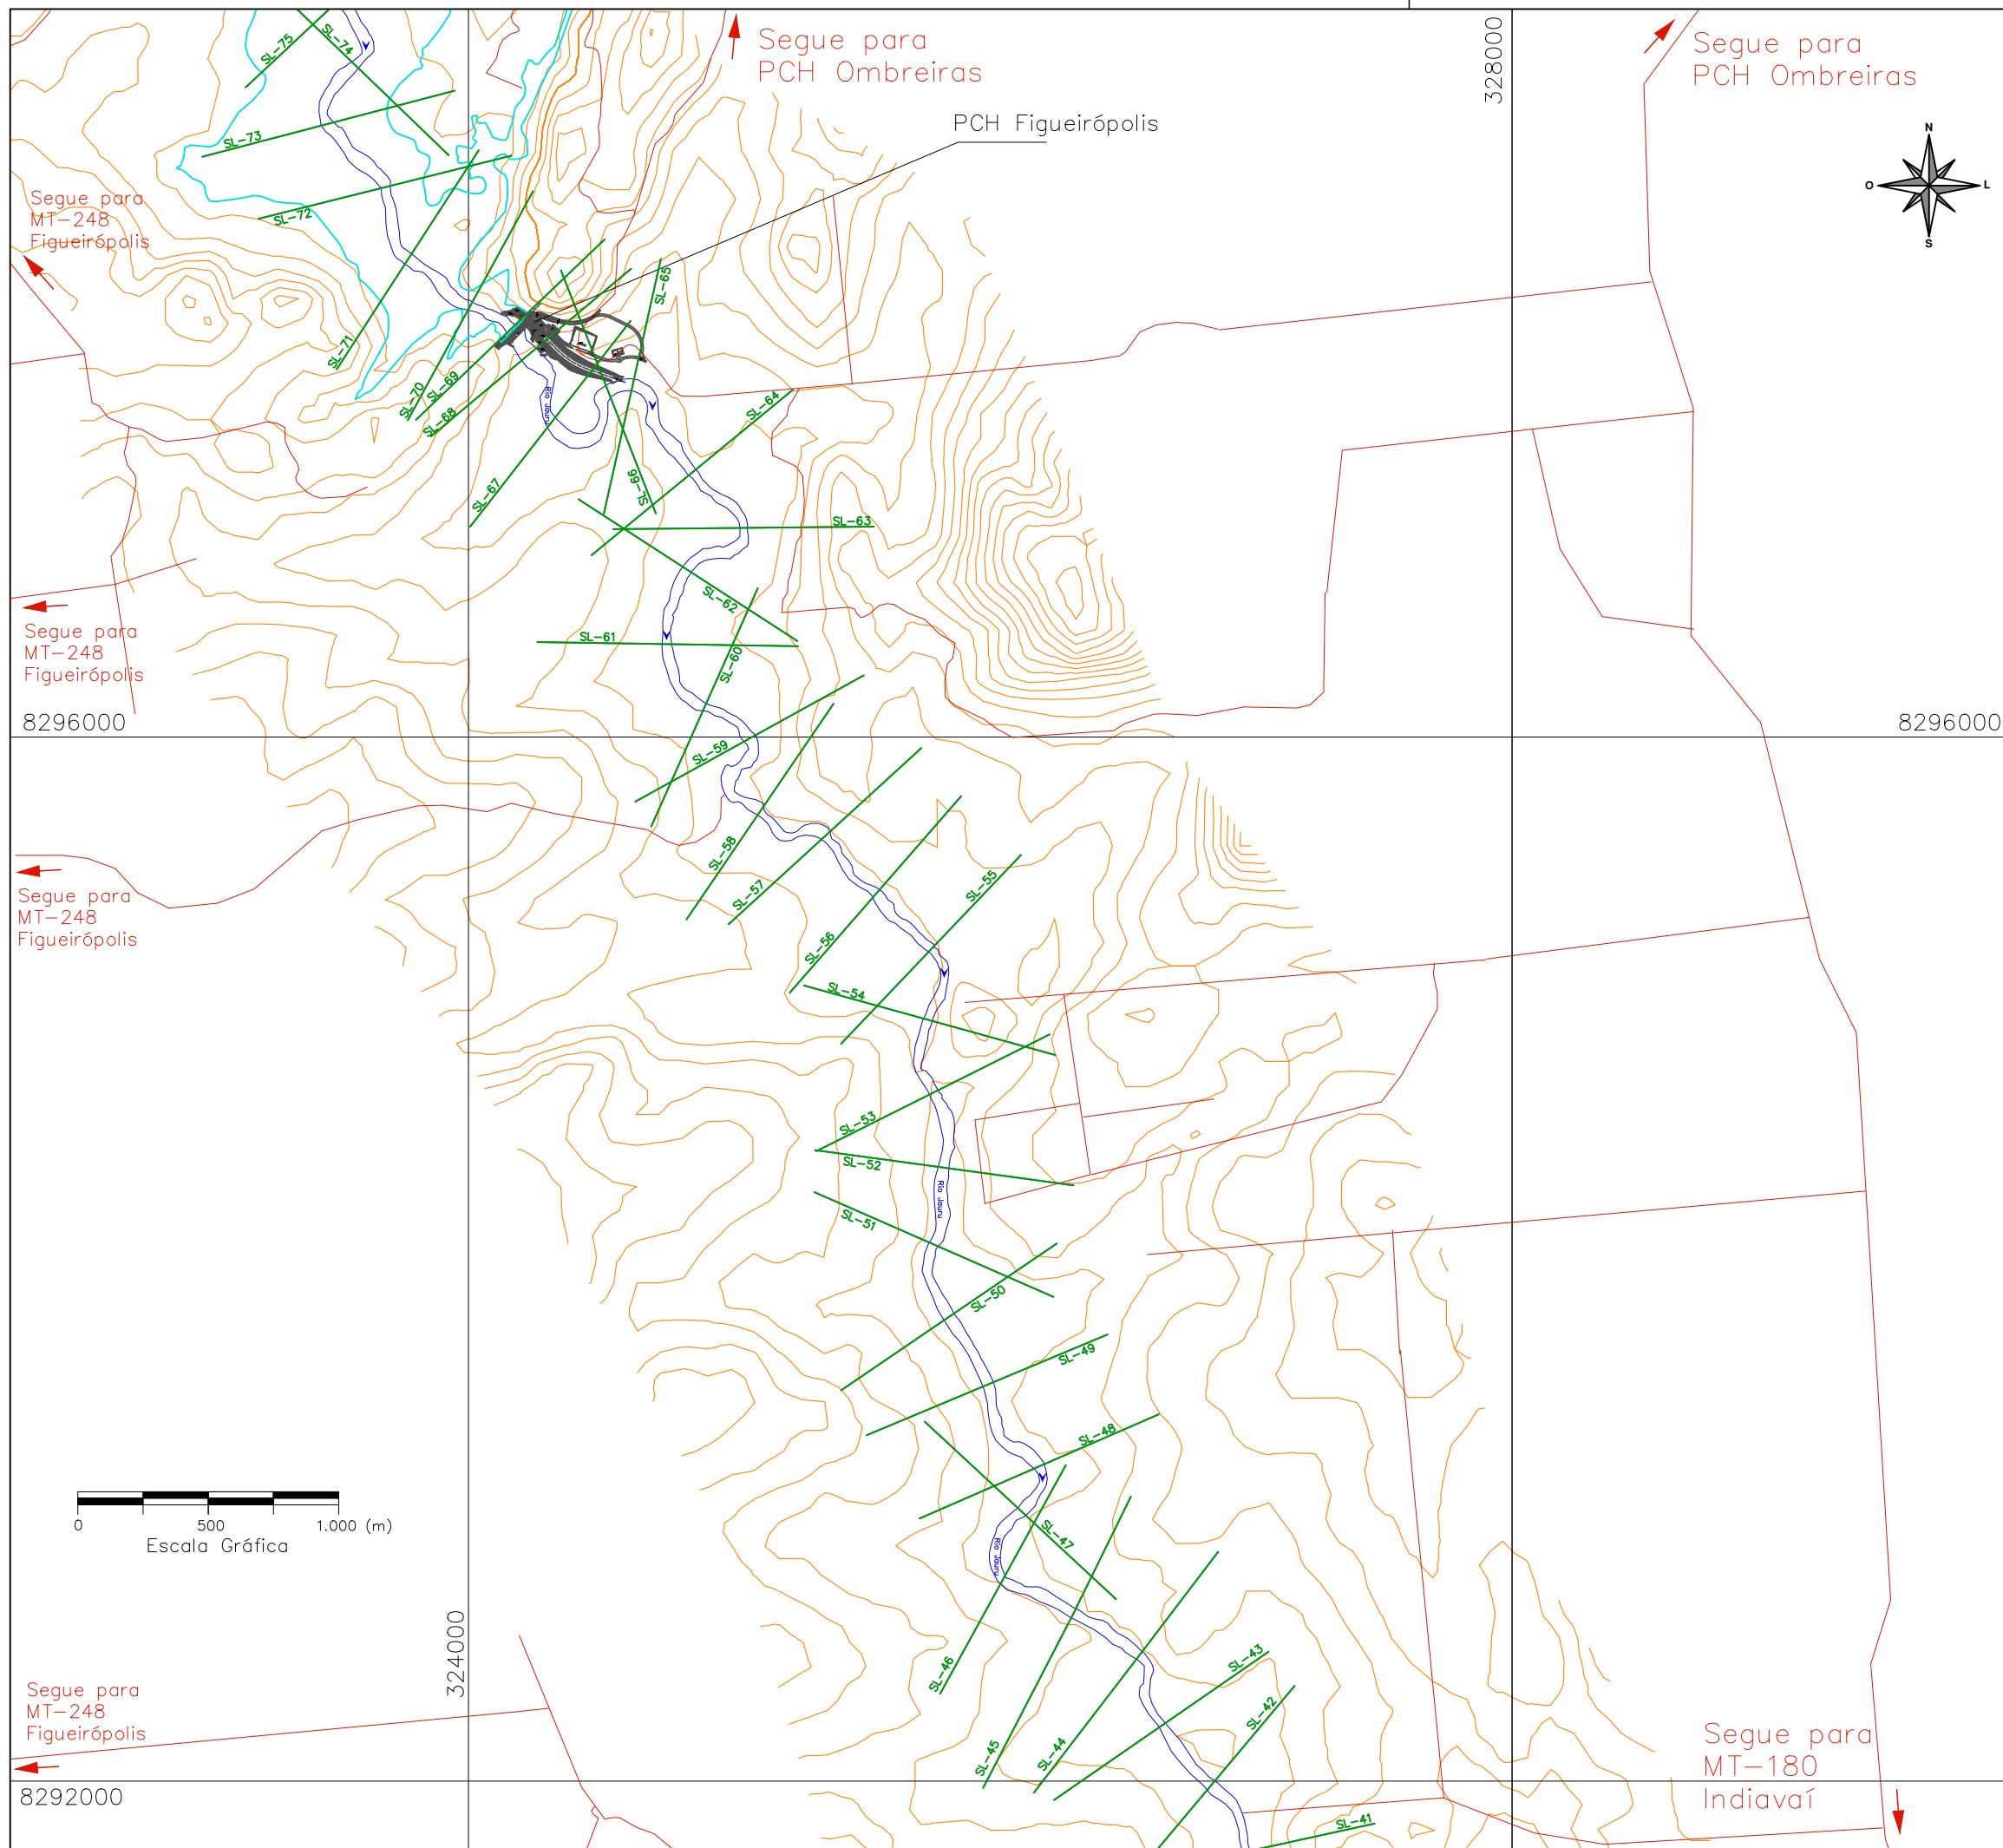 Segue para
PCH Ombreiras
328000
Segue para
PCH Ombreiras
PCH Figueirópolis
N
O
L
S
SL-75
SL-74
SL-73
SL-72
Segue para
MT-248
Figueirópolis
SL-71
SL-70
SL-69
SL-68
SL-67
SL-66
SL-65
SL-64
Rio Jauru
SL-63
SL-62
SL-61
SL-60
Segue para
MT-248
Figueirópolis
8296000
8296000
SL-59
SL-58
SL-57
SL-56
SL-55
Segue para
MT-248
Figueirópolis
SL-54
SL-53
SL-52
Rio Jauru
SL-51
SL-50
SL-49
SL-48
SL-47
Rio Jauru
0
500
1.000 (m)
Escala Gráfica
324000
SL-46
SL-45
SL-44
SL-43
SL-42
SL-41
Segue para
MT-248
Figueirópolis
Segue para
MT-180
Indiavaí
8292000